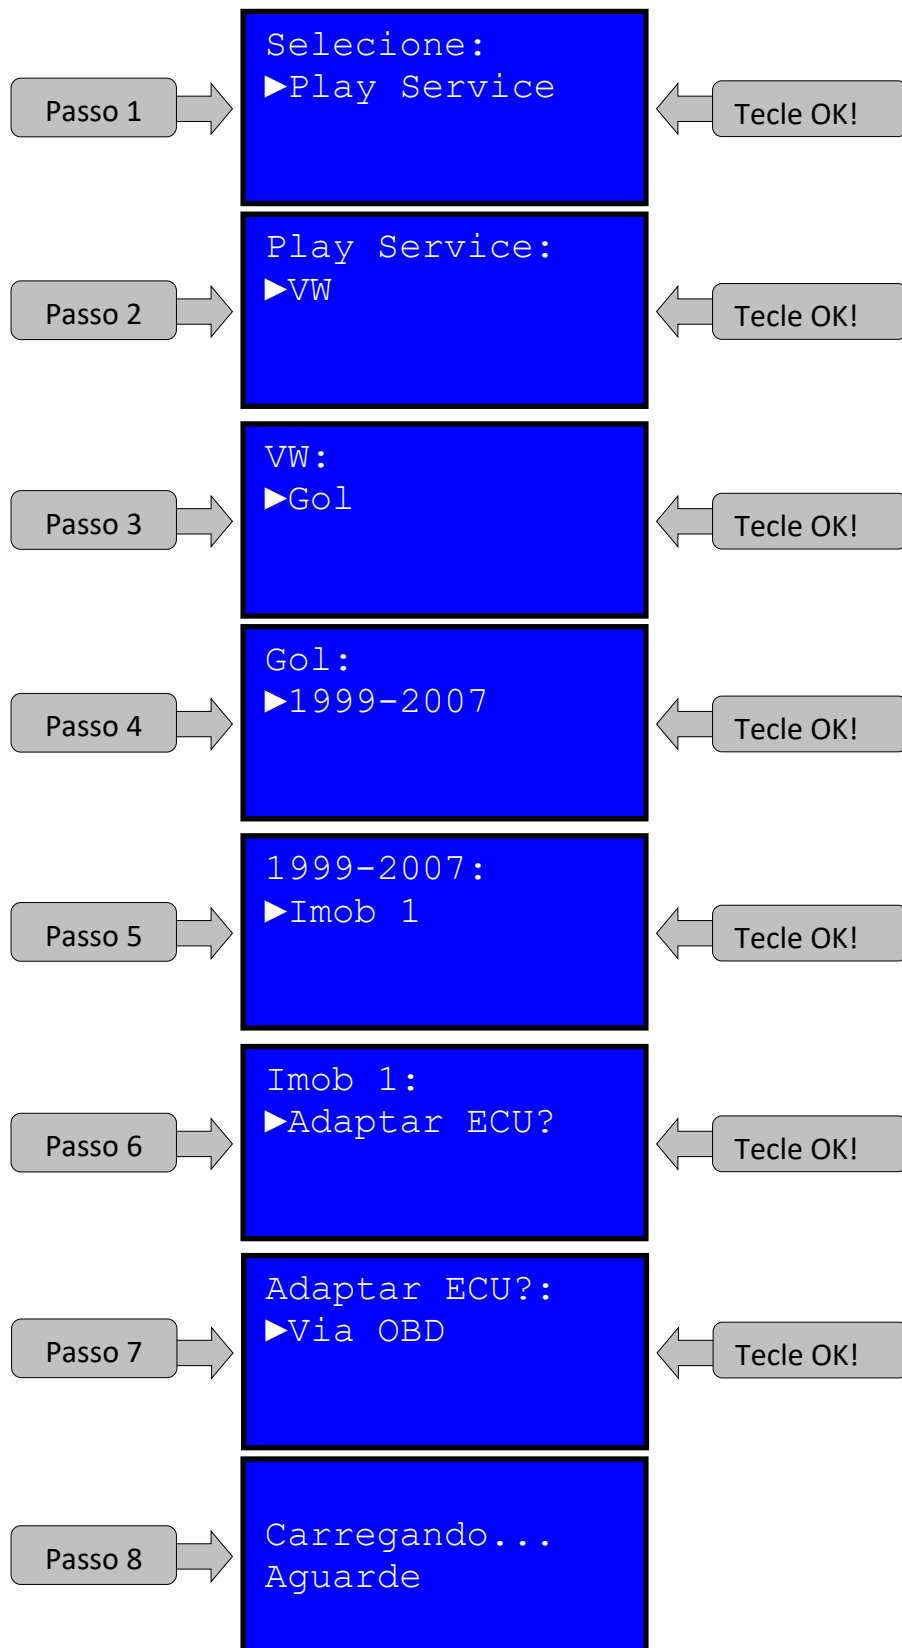 Selecione:
►Play Service
Passo 1
Tecle OK!
Play Service:
►VW
Passo 2
Tecle OK!
VW:
►Gol
Passo 3
Tecle OK!
Gol:
►1999-2007
Passo 4
Tecle OK!
1999-2007:
►Imob 1
Passo 5
Tecle OK!
Imob 1:
►Adaptar ECU?
Passo 6
Tecle OK!
Adaptar ECU?:
►Via OBD
Passo 7
Tecle OK!
Carregando...
Aguarde
Passo 8